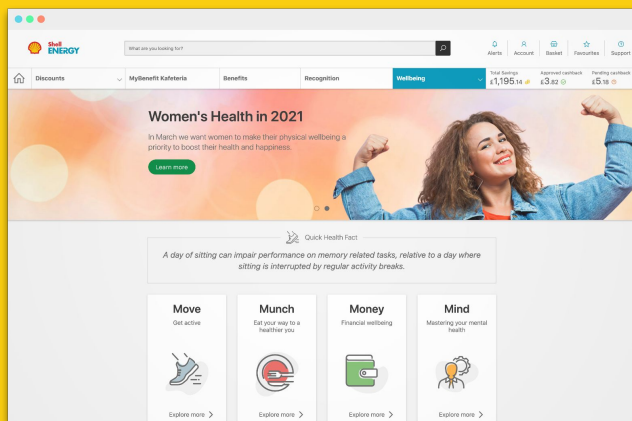 Shell
ENERGY
What are you looking for?
Alerts
Account
Basket
Favourites
Support
Discounts
MyBenefit Kafeteria
Benefits
Recognition
Wellbeing
Total Savings
£1,195.14
Approved cashback
£3.82
Pending cashback
£5.18
Women's Health in 2021
In March we want women to make their physical wellbeing a
priority to boost their health and happiness.
Learn more
Quick Health Fact
A day of sitting can impair performance on memory related tasks, relative to a day where
sitting is interrupted by regular activity breaks.
Move
Get active
Explore more
Munch
Eat your way to a
healthier you
Explore more
Money
Financial wellbeing
Explore more
Mind
Mastering your mental
health
Explore more